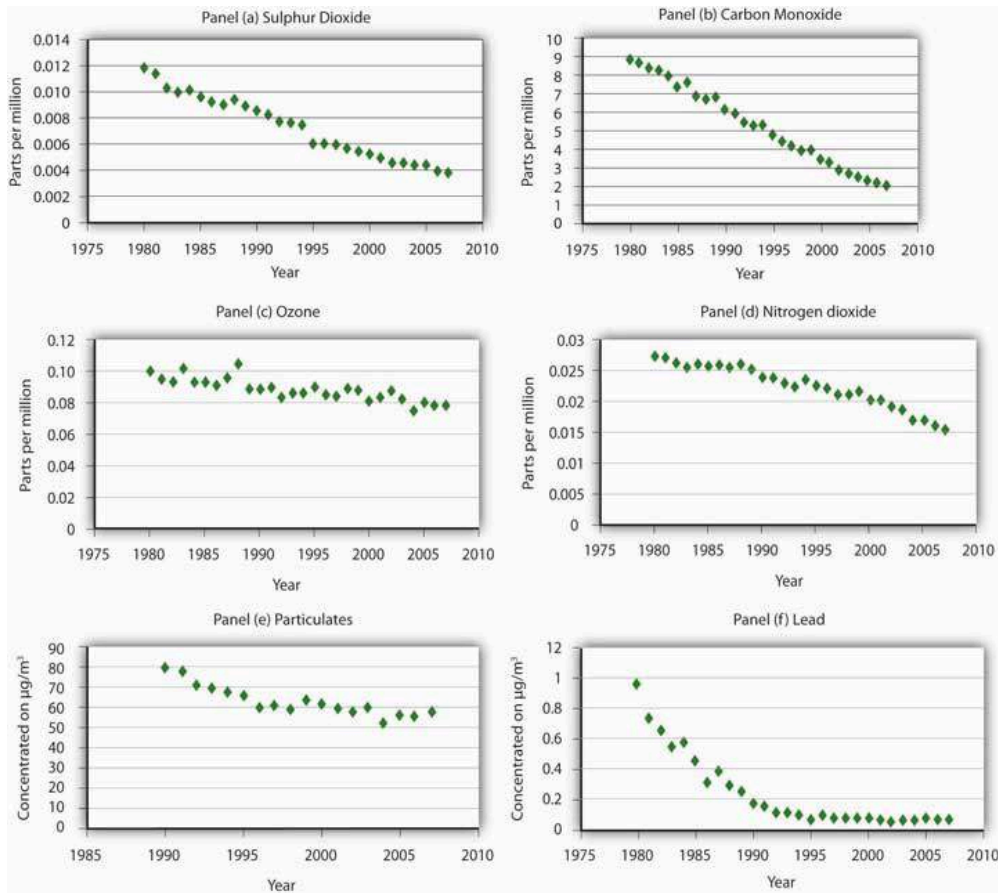 Panel (a) Sulphur Dioxide
0.014
0.012
0.010
0.008
0.006
0.004
0.002
0
Parts per million
1975 1980 1985 1990 1995 2000 2005 2010
Year
Panel (b) Carbon Monoxide
10
9
8
7
6
5
4
3
2
1
0
Parts per million
1975 1980 1985 1990 1995 2000 2005 2010
Year
Panel (c) Ozone
0.12
0.10
0.08
0.06
0.04
0.02
0
Parts per million
1975 1980 1985 1990 1995 2000 2005 2010
Year
Panel (d) Nitrogen dioxide
0.03
0.025
0.02
0.015
0.01
0.005
0
Parts per million
1975 1980 1985 1990 1995 2000 2005 2010
Year
Panel (e) Particulates
90
80
70
60
50
40
30
20
10
0
Concentrated on μg/m³
1985 1990 1995 2000 2005 2010
Year
Panel (f) Lead
12
1
0.8
0.6
0.4
0.2
0
Concentrated on μg/m³
1975 1980 1985 1990 1995 2000 2005 2010
Year